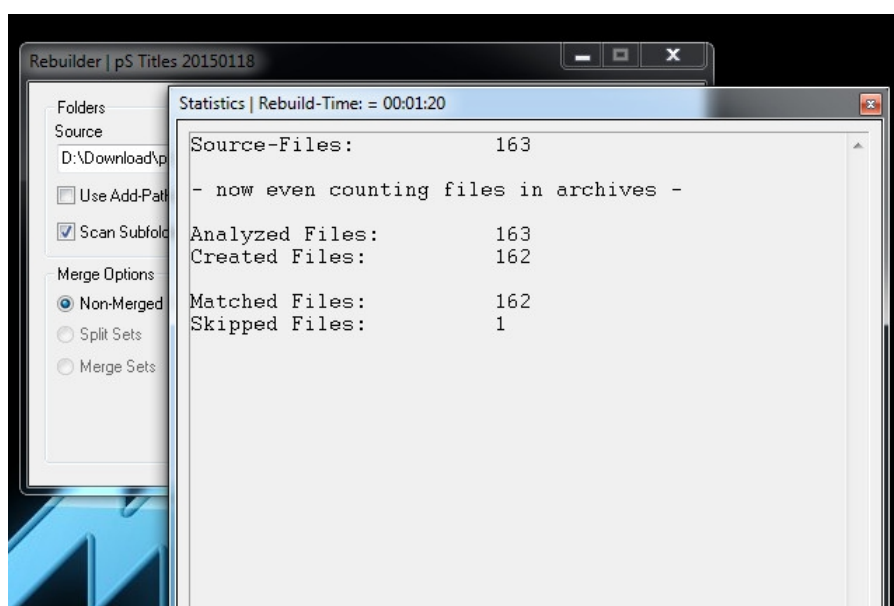 Rebuilder | pS Titles 20150118
Folders
Source
D:\Download\p
Use Add-Path
Scan Subfold
Merge Options
Non-Merged
Split Sets
Merge Sets
Statistics | Rebuild-Time: = 00:01:20
Source-Files: 163
- now even counting files in archives -
Analyzed Files: 163
Created Files: 162
Matched Files: 162
Skipped Files: 1